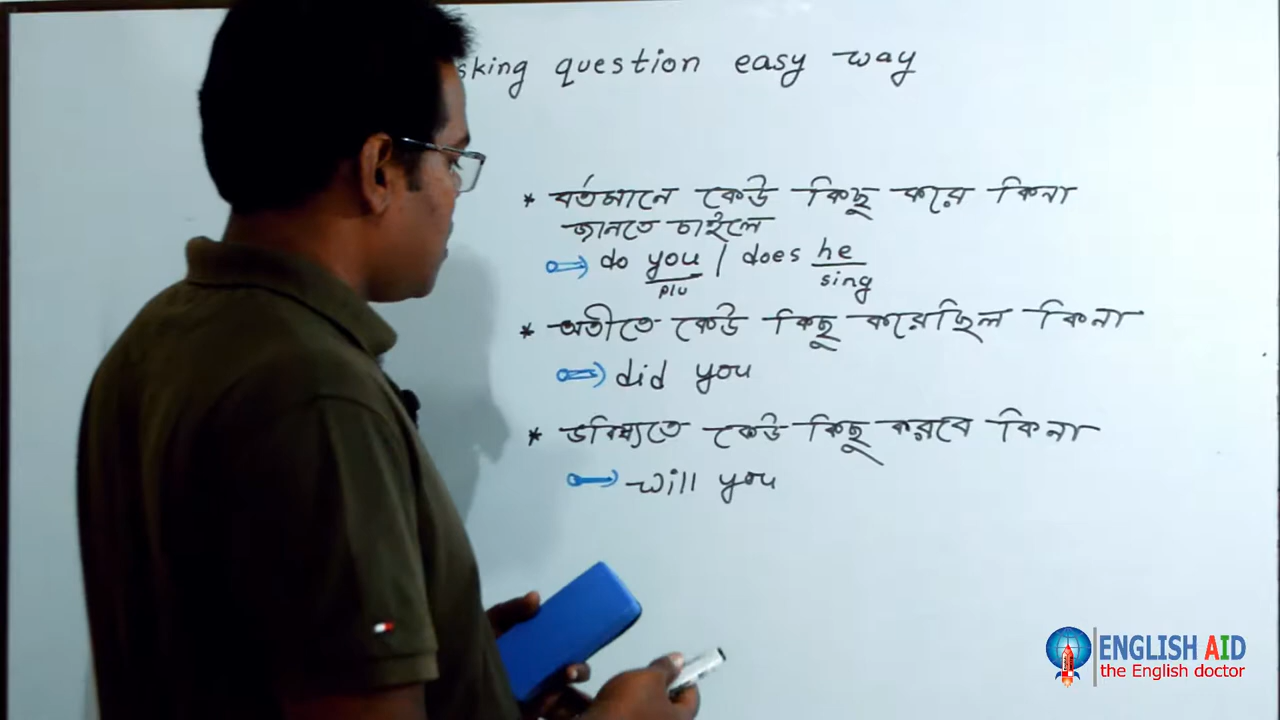 sking question easy way
* বর্তমানে কেউ কিছু করে কিনা
জানতে চাইলে
do you / does he
plu sing
* অতীতে কেউ কিছু করেছিল কিনা
did you
* ভবিষ্যতে কেউ কিছু করবে কিনা
will you
ENGLISH AID
the English doctor